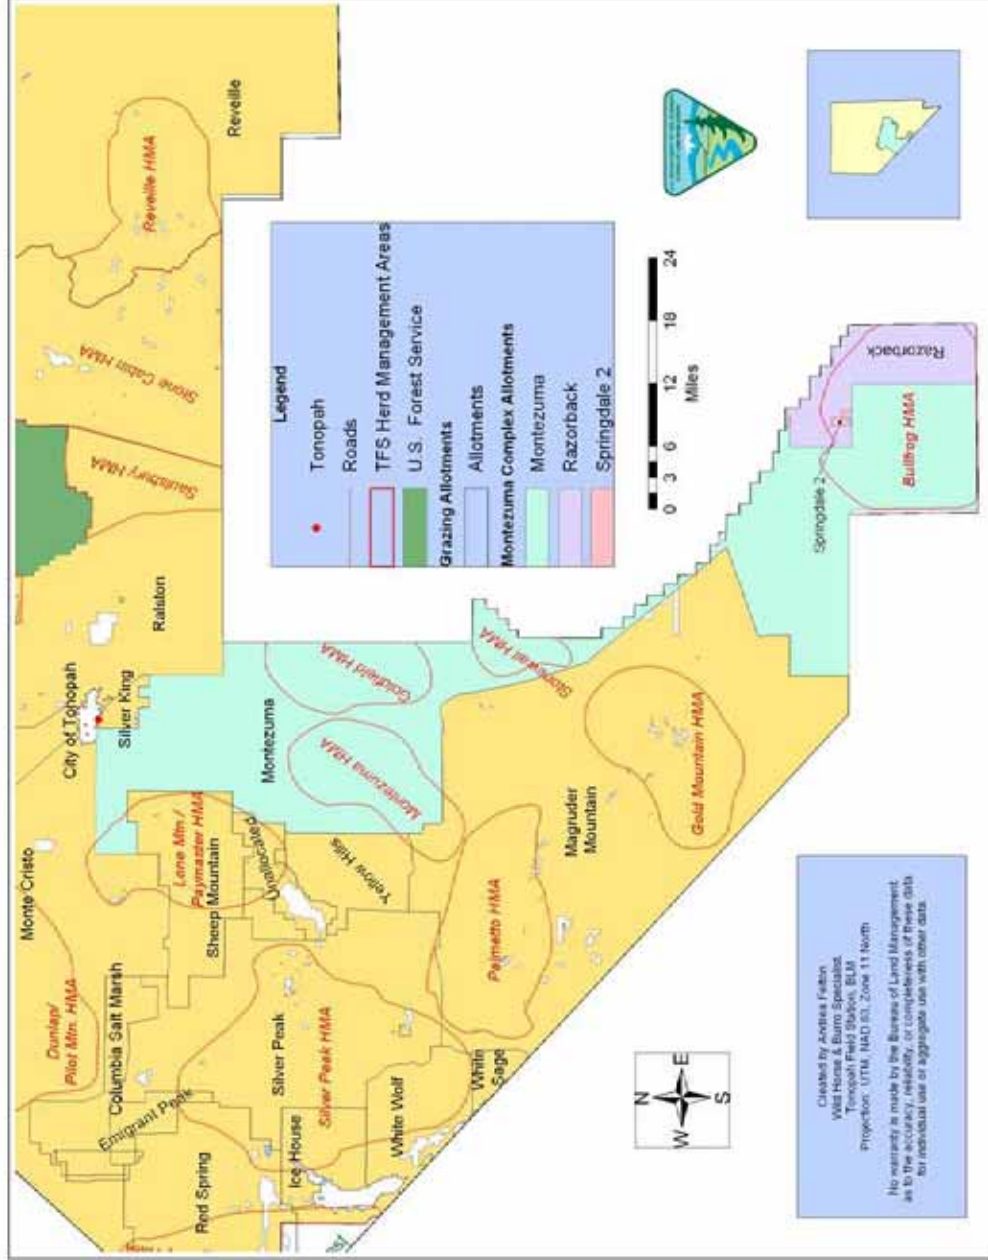 Dunlap/
Pilot Mtn. HMA
Monte Cristo
City of Tonopah
Silver King
Ralston
Saulsbury HMA
Stone Cabin HMA
Reveille HMA
Reveille
Columbia Salt Marsh
Emigrant Peak
Red Spring
Ice House
Silver Peak
Silver Peak HMA
White Wolf
White
Sage
Lone Mtn/
Paymaster HMA
Sheep Mountain
Unallocated
Yellow Hills
Montezuma
Montezuma HMA
Goldfield HMA
Stonewall HMA
Palmetto HMA
Magruder
Mountain
Gold Mountain HMA
Springdale 2
Bullfrog HMA
Razorback
Legend
Tonopah
Roads
TFS Herd Management Areas
U.S. Forest Service
Grazing Allotments
Allotments
Montezuma Complex Allotments
Montezuma
Razorback
Springdale 2
0 3 6 12 18 24
Miles
N
W E
S
Created by Andrea Felton
Wild Horse & Burro Specialist,
Tonopah Field Station, BLM
Projection: UTM, NAD 83, Zone 11 North
No warranty is made by the Bureau of Land Management
as to the accuracy, reliability, or completeness of these data
for individual use or aggregate use with other data.